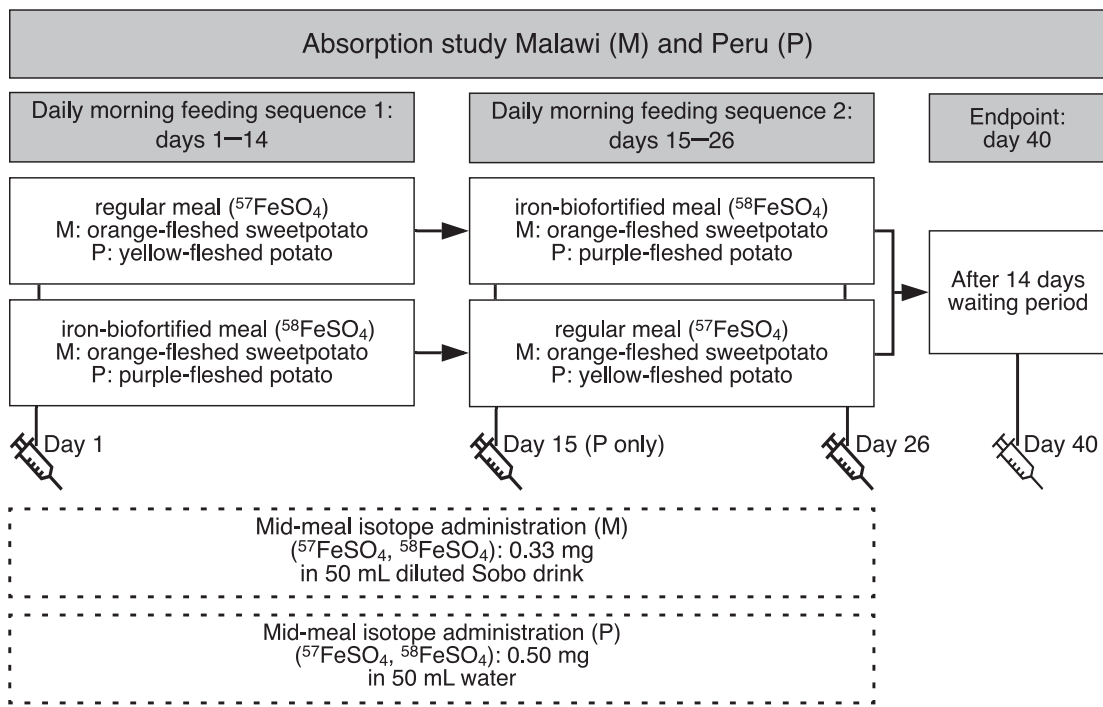 Absorption study Malawi (M) and Peru (P)
Daily morning feeding sequence 1:
days 1–14
Daily morning feeding sequence 2:
days 15–26
Endpoint:
day 40
regular meal (⁵⁷FeSO₄)
M: orange-fleshed sweetpotato
P: yellow-fleshed potato
iron-biofortified meal (⁵⁸FeSO₄)
M: orange-fleshed sweetpotato
P: purple-fleshed potato
iron-biofortified meal (⁵⁸FeSO₄)
M: orange-fleshed sweetpotato
P: purple-fleshed potato
regular meal (⁵⁷FeSO₄)
M: orange-fleshed sweetpotato
P: yellow-fleshed potato
After 14 days
waiting period
Day 1
Day 15 (P only)
Day 26
Day 40
Mid-meal isotope administration (M)
(⁵⁷FeSO₄, ⁵⁸FeSO₄): 0.33 mg
in 50 mL diluted Sobo drink
Mid-meal isotope administration (P)
(⁵⁷FeSO₄, ⁵⁸FeSO₄): 0.50 mg
in 50 mL water